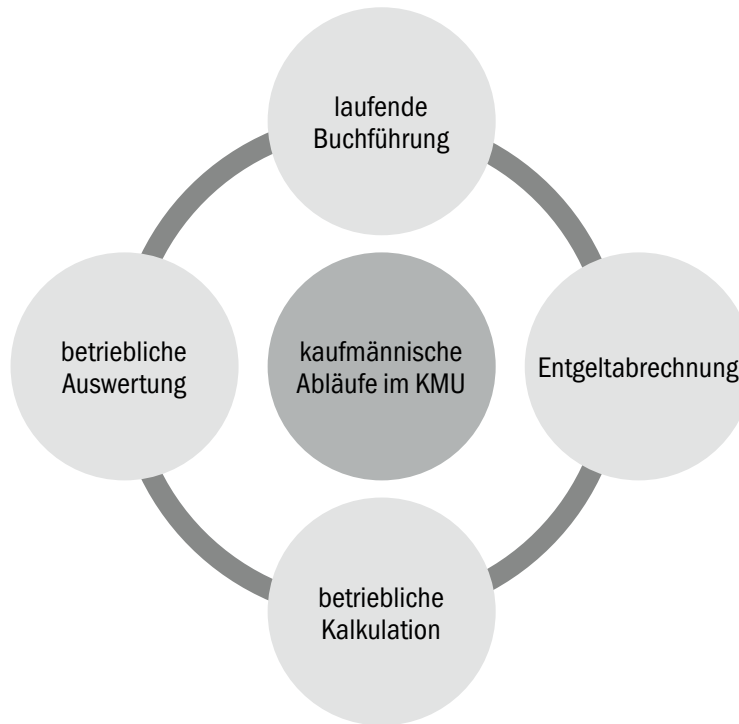 laufende
Buchführung
betriebliche
Auswertung
kaufmännische
Abläufe im KMU
Entgeltabrechnung
betriebliche
Kalkulation